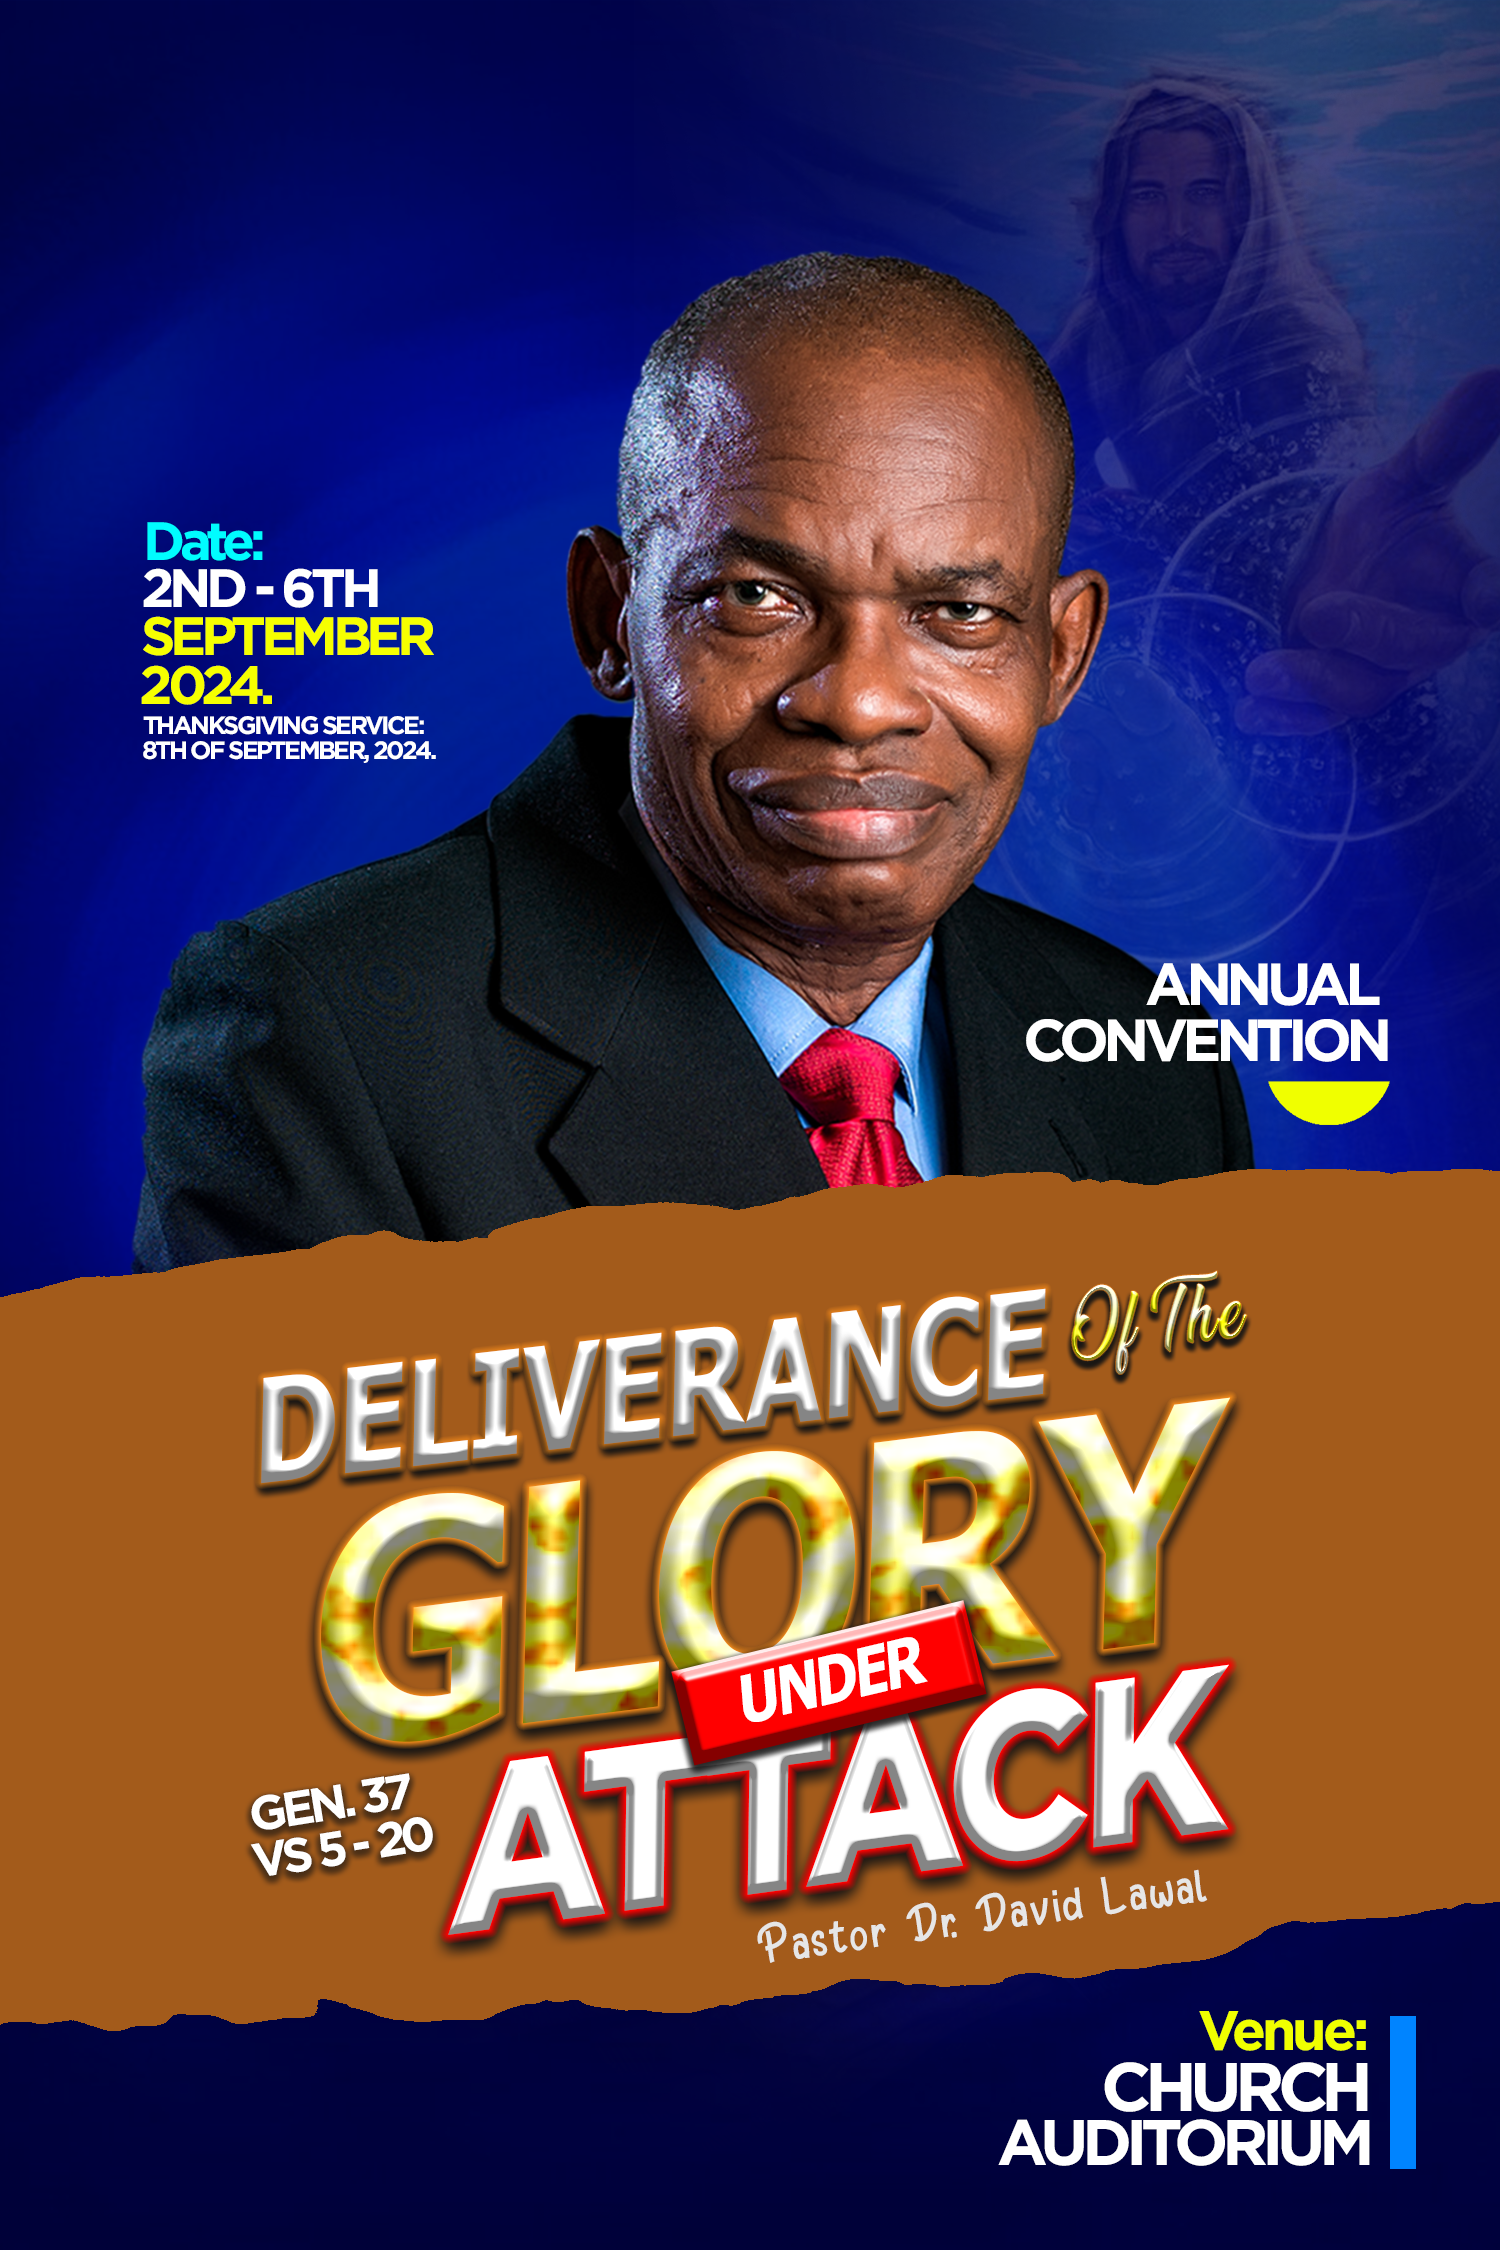 Date:
2ND - 6TH
SEPTEMBER
2024.
THANKSGIVING SERVICE:
8TH OF SEPTEMBER, 2024.
ANNUAL
CONVENTION
DELIVERANCE Of The
GLORY
UNDER
ATTACK
GEN. 37
VS 5 - 20
Pastor Dr. David Lawal
Venue:
CHURCH
AUDITORIUM